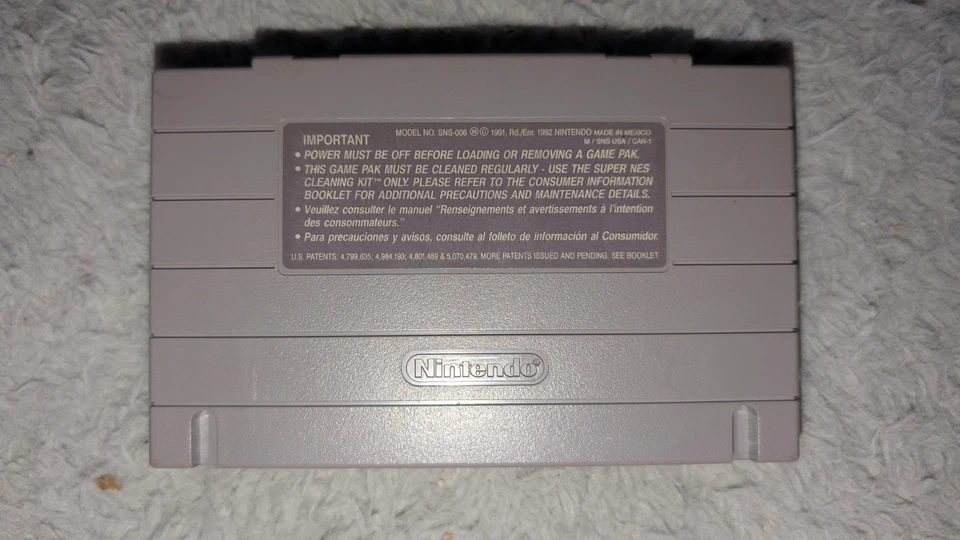 IMPORTANT MODEL NO. SNS-006 Ⓜ© 1991, Rd./Enr. 1992 NINTENDO MADE IN MEXICO
M / SNS-USA / CAN-1
• POWER MUST BE OFF BEFORE LOADING OR REMOVING A GAME PAK.
• THIS GAME PAK MUST BE CLEANED REGULARLY - USE THE SUPER NES
CLEANING KIT™ ONLY. PLEASE REFER TO THE CONSUMER INFORMATION
BOOKLET FOR ADDITIONAL PRECAUTIONS AND MAINTENANCE DETAILS.
• Veuillez consulter le manuel "Renseignements et avertissements à l'intention
des consommateurs."
• Para precauciones y avisos, consulte al folleto de información al Consumidor.
U.S. PATENTS: 4,799,635; 4,984,193; 4,801,489 & 5,070,479. MORE PATENTS ISSUED AND PENDING. SEE BOOKLET
Nintendo®